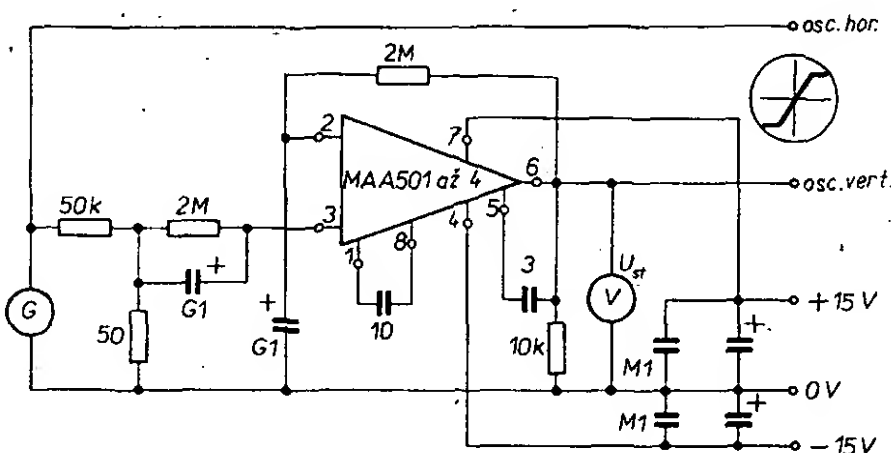 osc. hor.
2M
2
7
MAA501 až 4
6
osc. vert.
50k
2M
3
5
4
8
1
+
G1
3
U st
V
+
G
50
G1
10
10k
M1
+
+ 15 V
0 V
M1
+
− 15 V